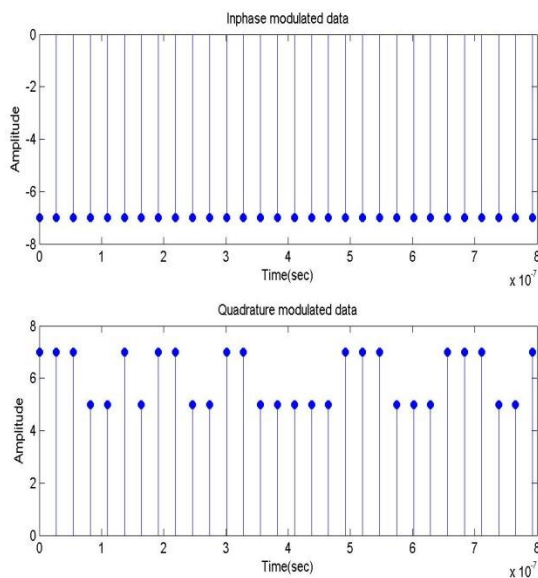 Inphase modulated data
0
-2
-4
-6
-8
Amplitude
0 1 2 3 4 5 6 7 8
Time(sec)
x 10-7
Quadrature modulated data
8
6
4
2
0
Amplitude
0 1 2 3 4 5 6 7 8
Time(sec)
x 10-7